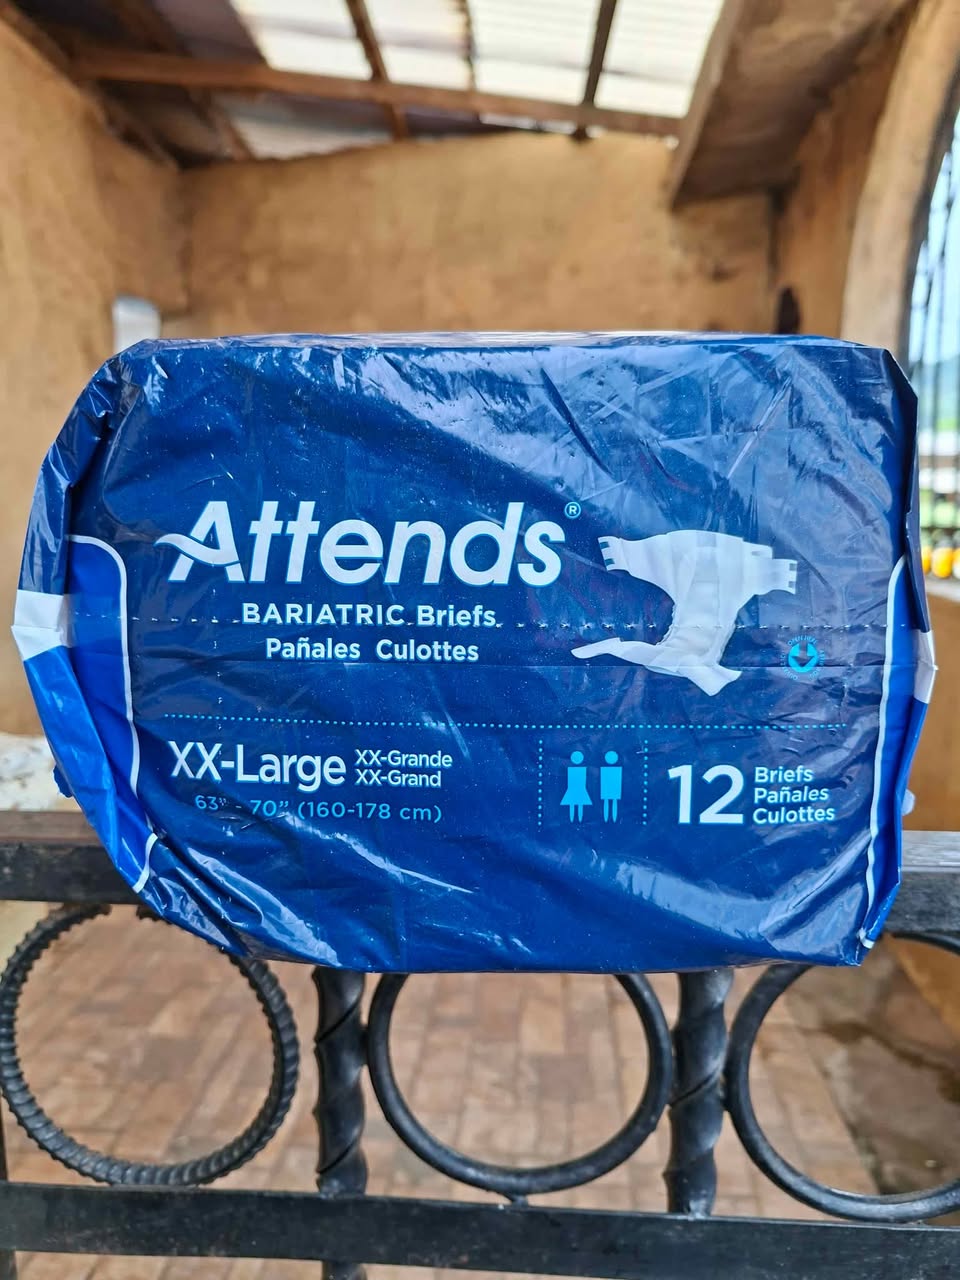 Attends®
BARIATRIC Briefs
Pañales Culottes
XX-Large
XX-Grande
XX-Grand
63" - 70" (160-178 cm)
12
Briefs
Pañales
Culottes